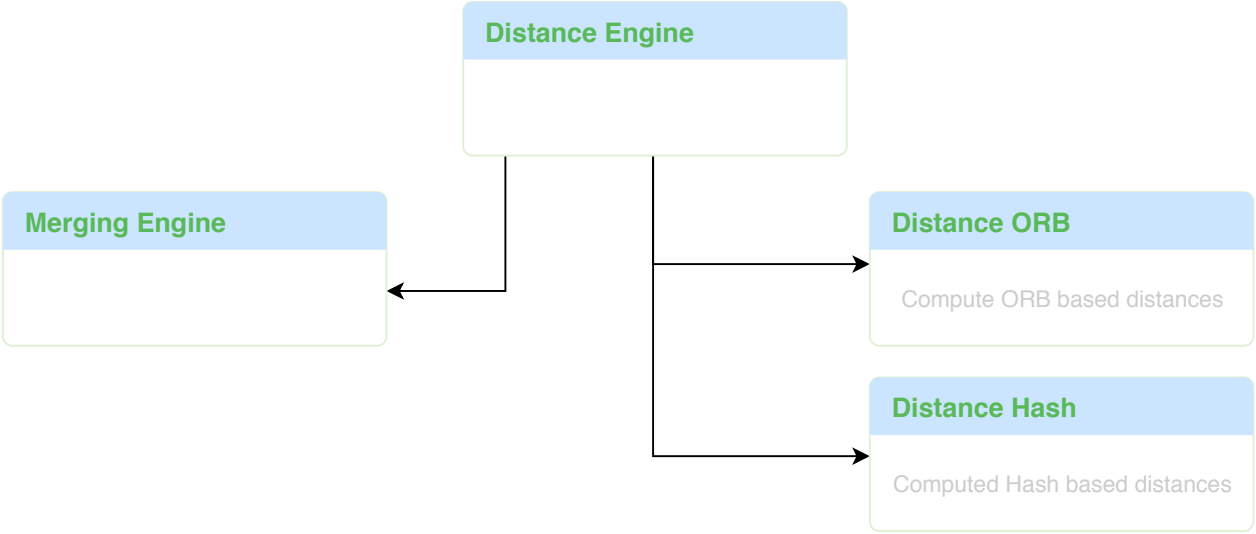 Distance Engine
Merging Engine
Distance ORB
Compute ORB based distances
Distance Hash
Computed Hash based distances